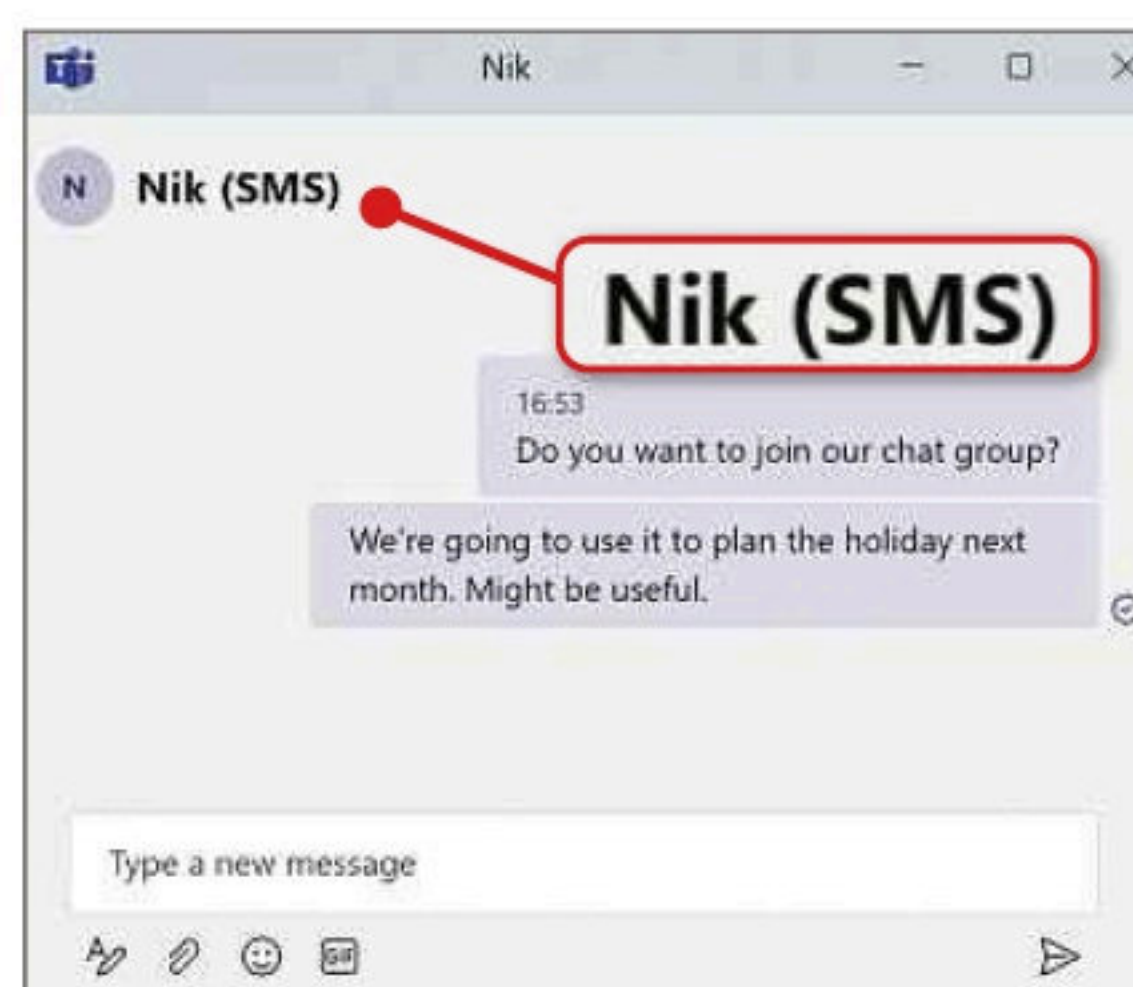 Nik
N
Nik (SMS)
Nik (SMS)
16:53
Do you want to join our chat group?
We're going to use it to plan the holiday next
month. Might be useful.
Type a new message
GIF